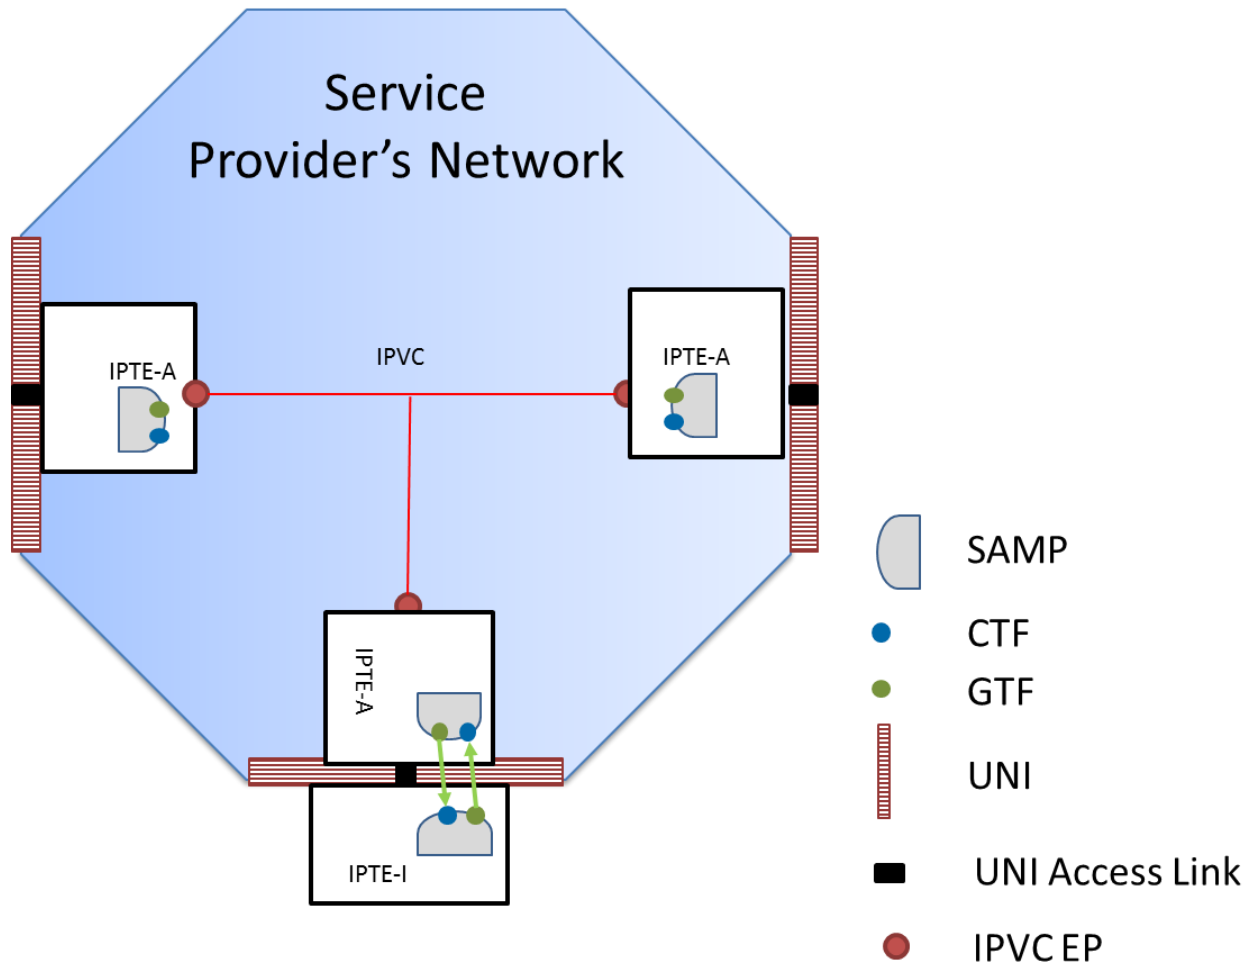 Service
Provider’s Network
IPTE-A
IPVC
IPTE-A
IPTE-A
IPTE-I
SAMP
CTF
GTF
UNI
UNI Access Link
IPVC EP